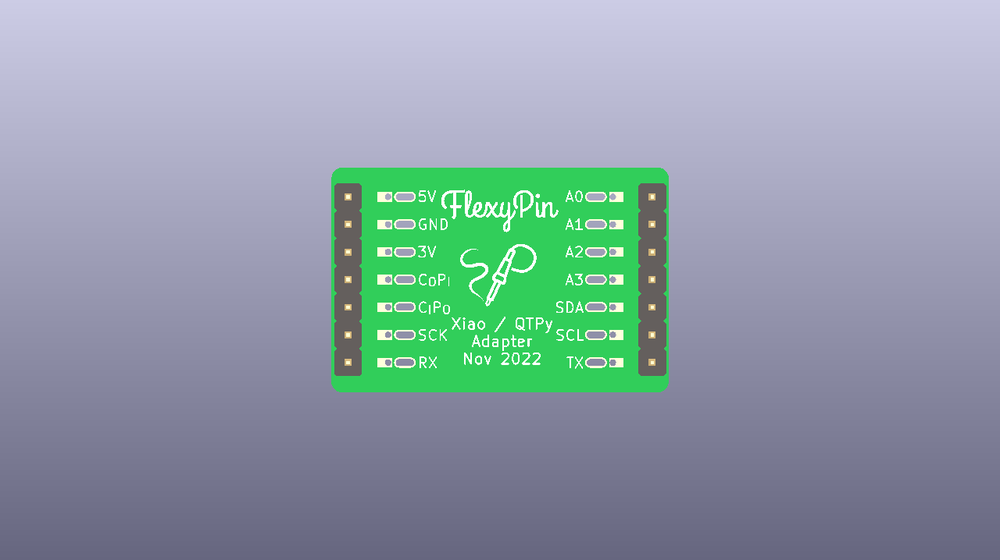 5V FlexyPin A0
GND A1
3V A2
CoPi A3
CiPo SDA
Xiao / QTPy
SCK Adapter SCL
RX Nov 2022 TX